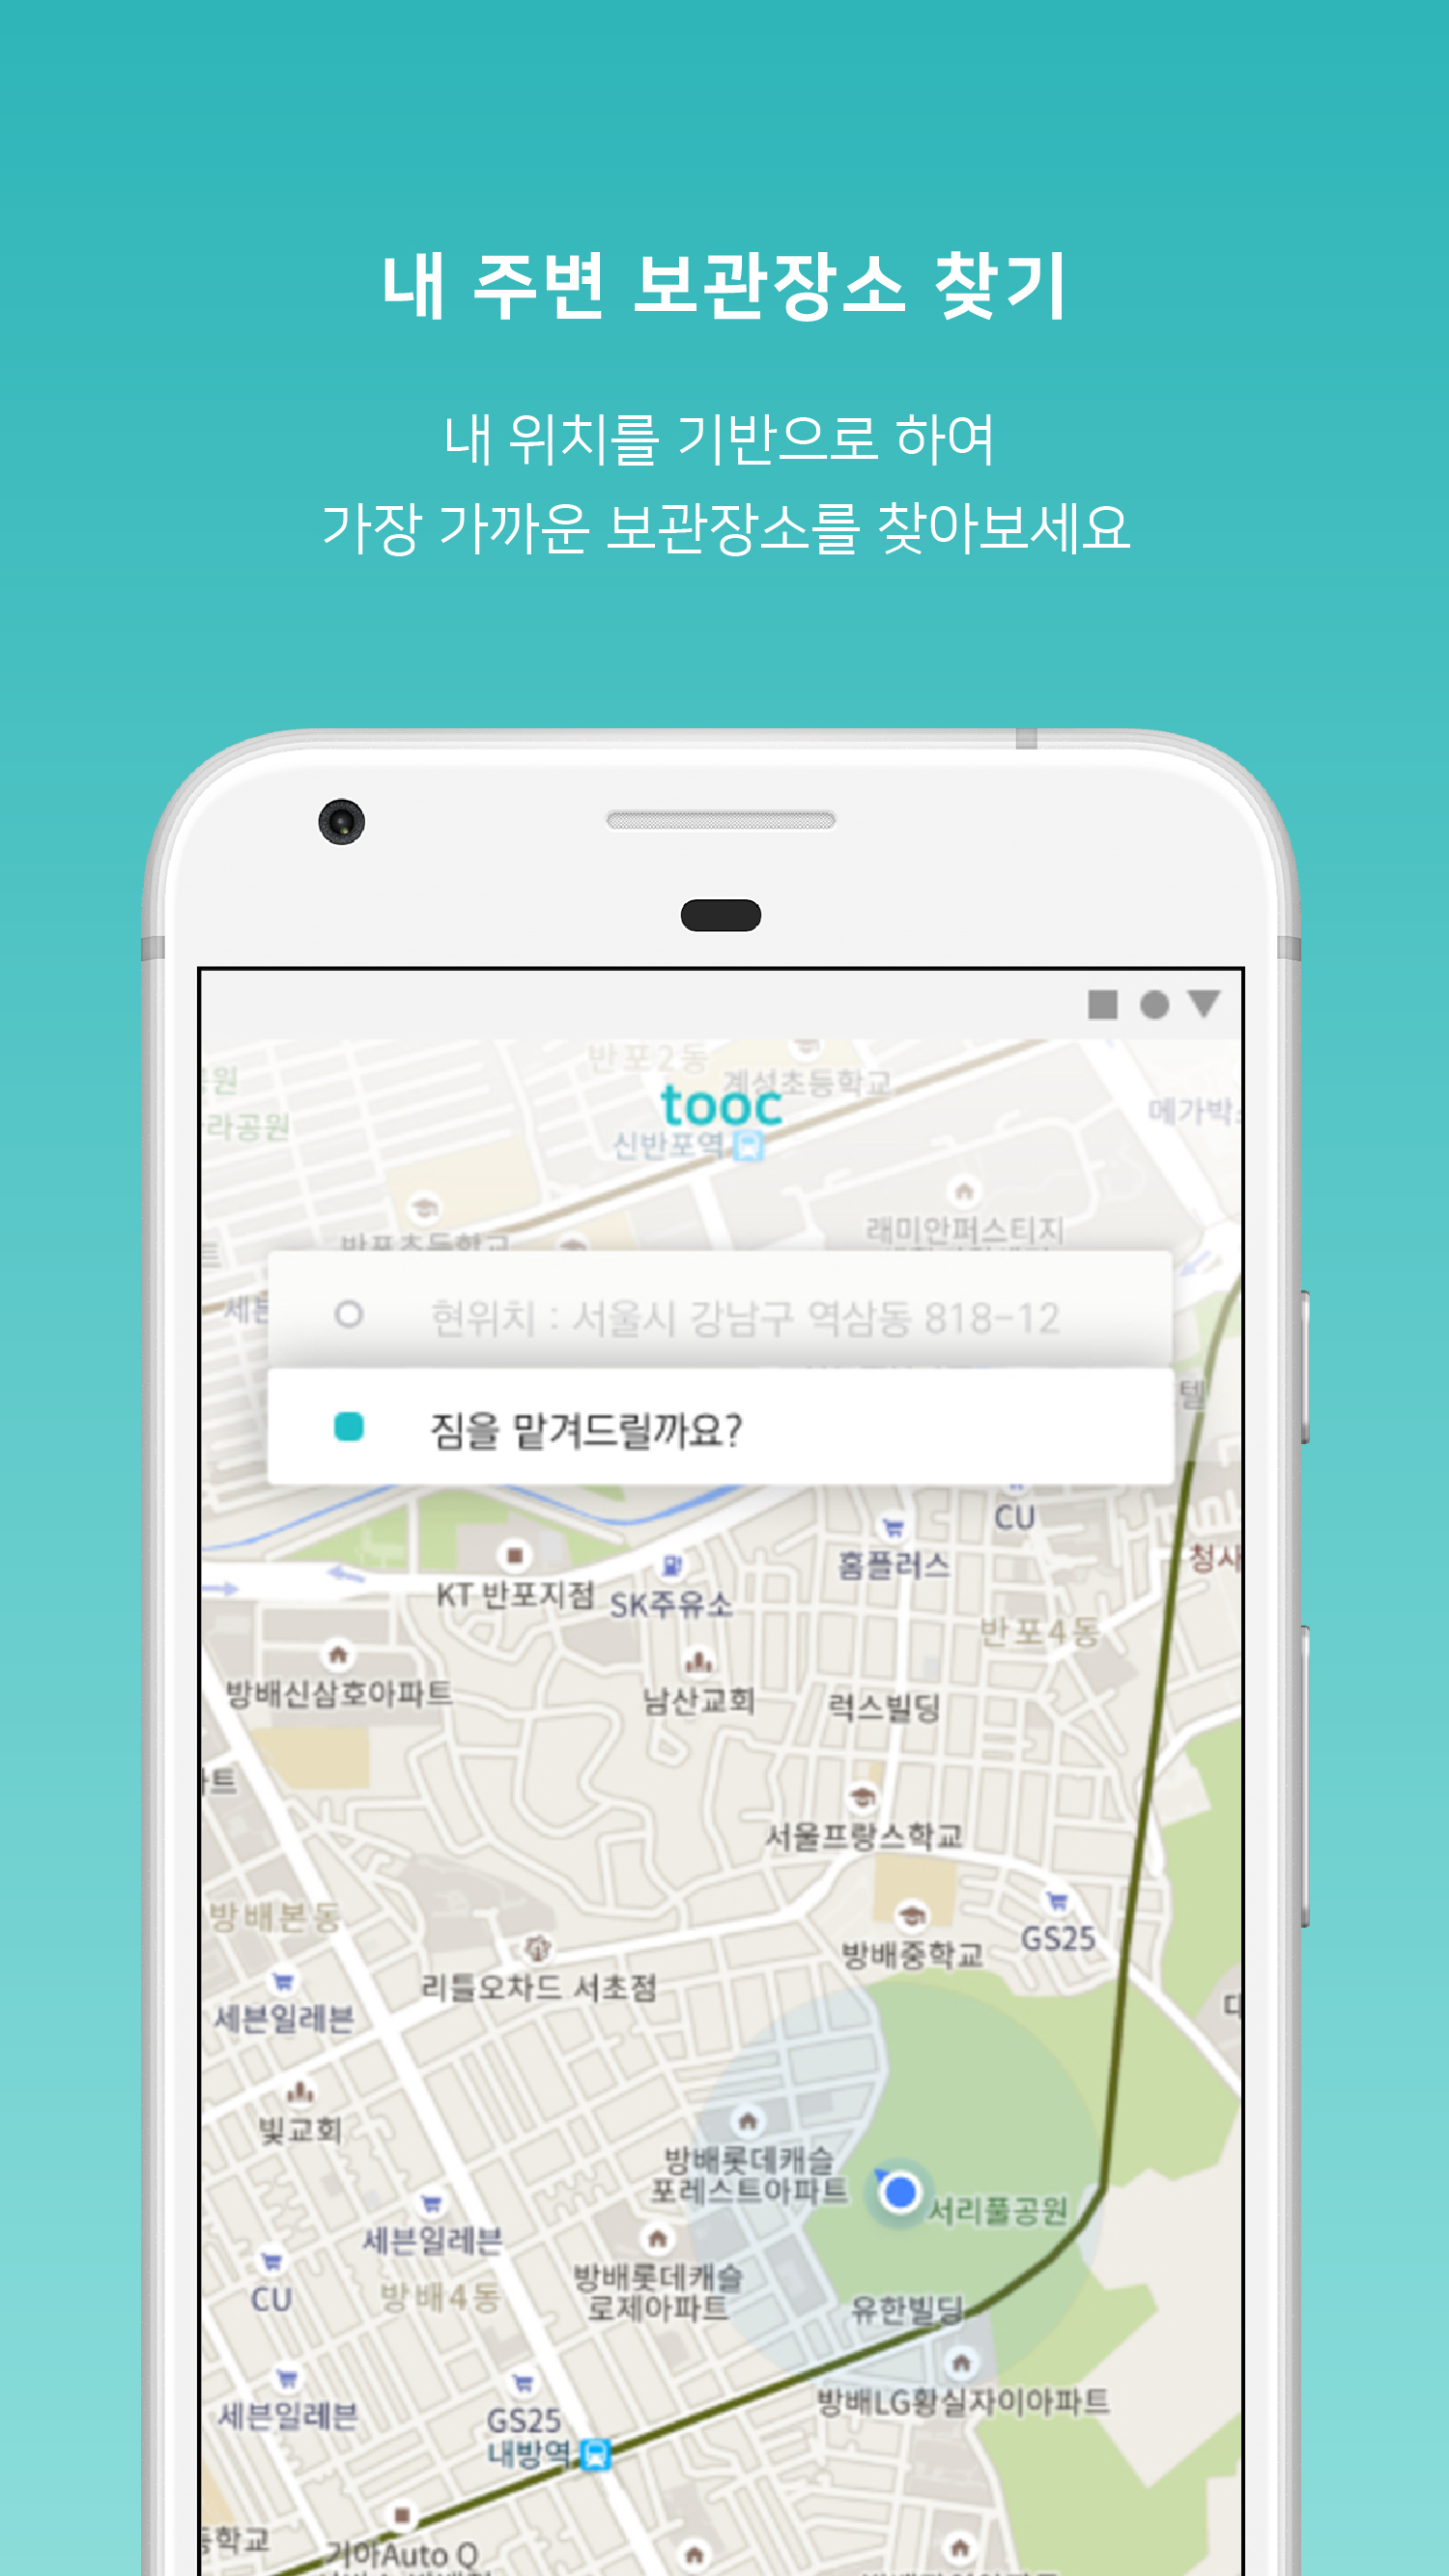 내 주변 보관장소 찾기
내 위치를 기반으로 하여
가장 가까운 보관장소를 찾아보세요
반포2동
계성초등학교
tooc
신반포역
라공원
래미안퍼스티지
반포초등학교
현위치 : 서울시 강남구 역삼동 818-12
짐을 맡겨드릴까요?
CU
홈플러스
KT 반포지점
SK주유소
반포4동
방배신삼호아파트
남산교회
럭스빌딩
서울프랑스학교
방배본동
방배중학교
GS25
리틀오차드 서초점
세븐일레븐
빛교회
방배롯데캐슬
포레스트아파트
서리풀공원
세븐일레븐
CU
방배4동
방배롯데캐슬
로제아파트
유한빌딩
세븐일레븐
GS25
방배LG황실자이아파트
내방역
기아Auto Q